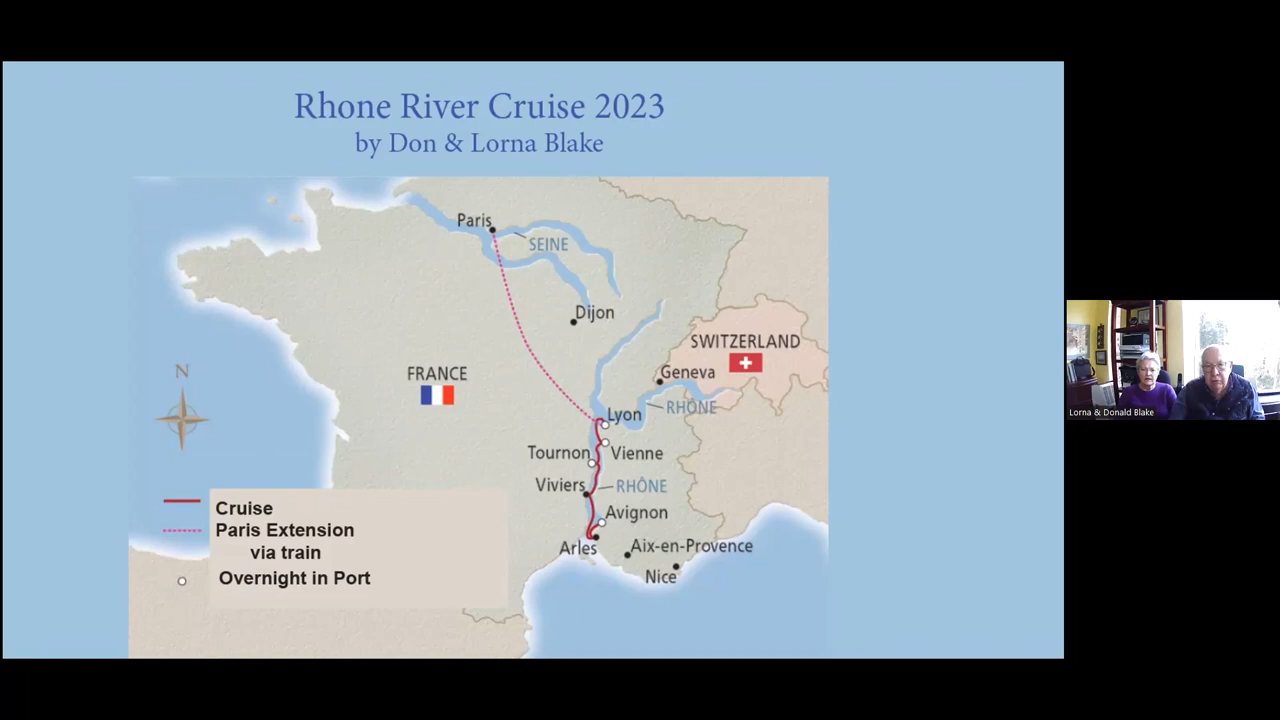 Rhone River Cruise 2023
by Don & Lorna Blake
Paris
SEINE
Dijon
SWITZERLAND
N
FRANCE
Geneva
RHÔNE
Lyon
Tournon
Vienne
Viviers
RHÔNE
Avignon
Arles
Aix-en-Provence
Nice
Cruise
Paris Extension
via train
Overnight in Port
Lorna & Donald Blake